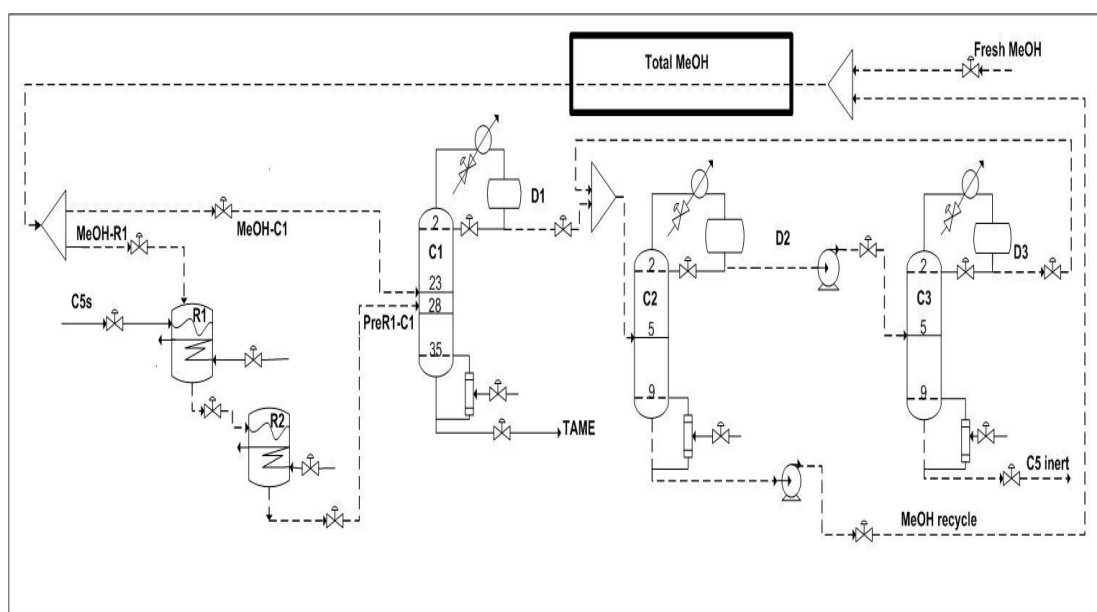 Fresh MeOH
Total MeOH
D1
MeOH-R1
MeOH-C1
2
C1
23
28
35
C5s
R1
PreR1-C1
R2
TAME
D2
2
C2
5
9
D3
2
C3
5
9
C5 inert
MeOH recycle